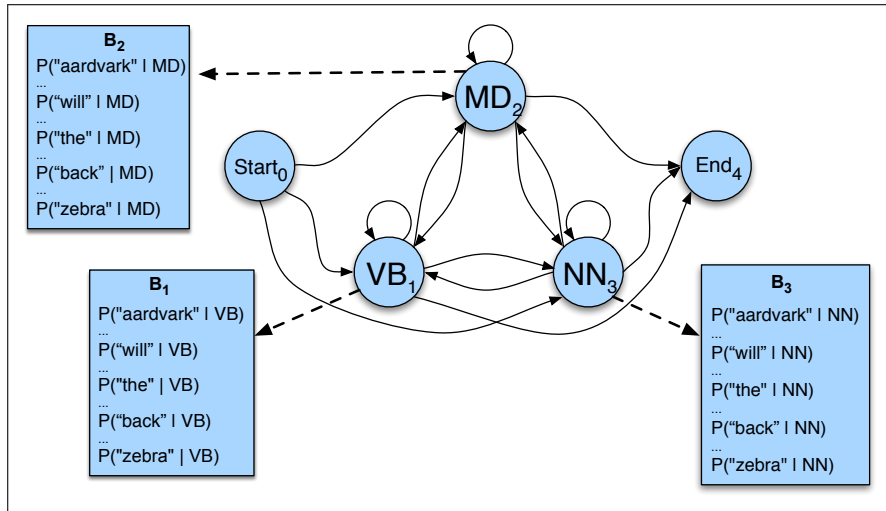 B2
P("aardvark" | MD)
...
P(“will” | MD)
...
P("the" | MD)
...
P(“back” | MD)
...
P("zebra" | MD)
MD2
Start0
End4
VB1
NN3
B1
P("aardvark" | VB)
...
P(“will” | VB)
...
P("the" | VB)
...
P(“back” | VB)
...
P("zebra" | VB)
B3
P("aardvark" | NN)
...
P(“will” | NN)
...
P("the" | NN)
...
P(“back” | NN)
...
P("zebra" | NN)